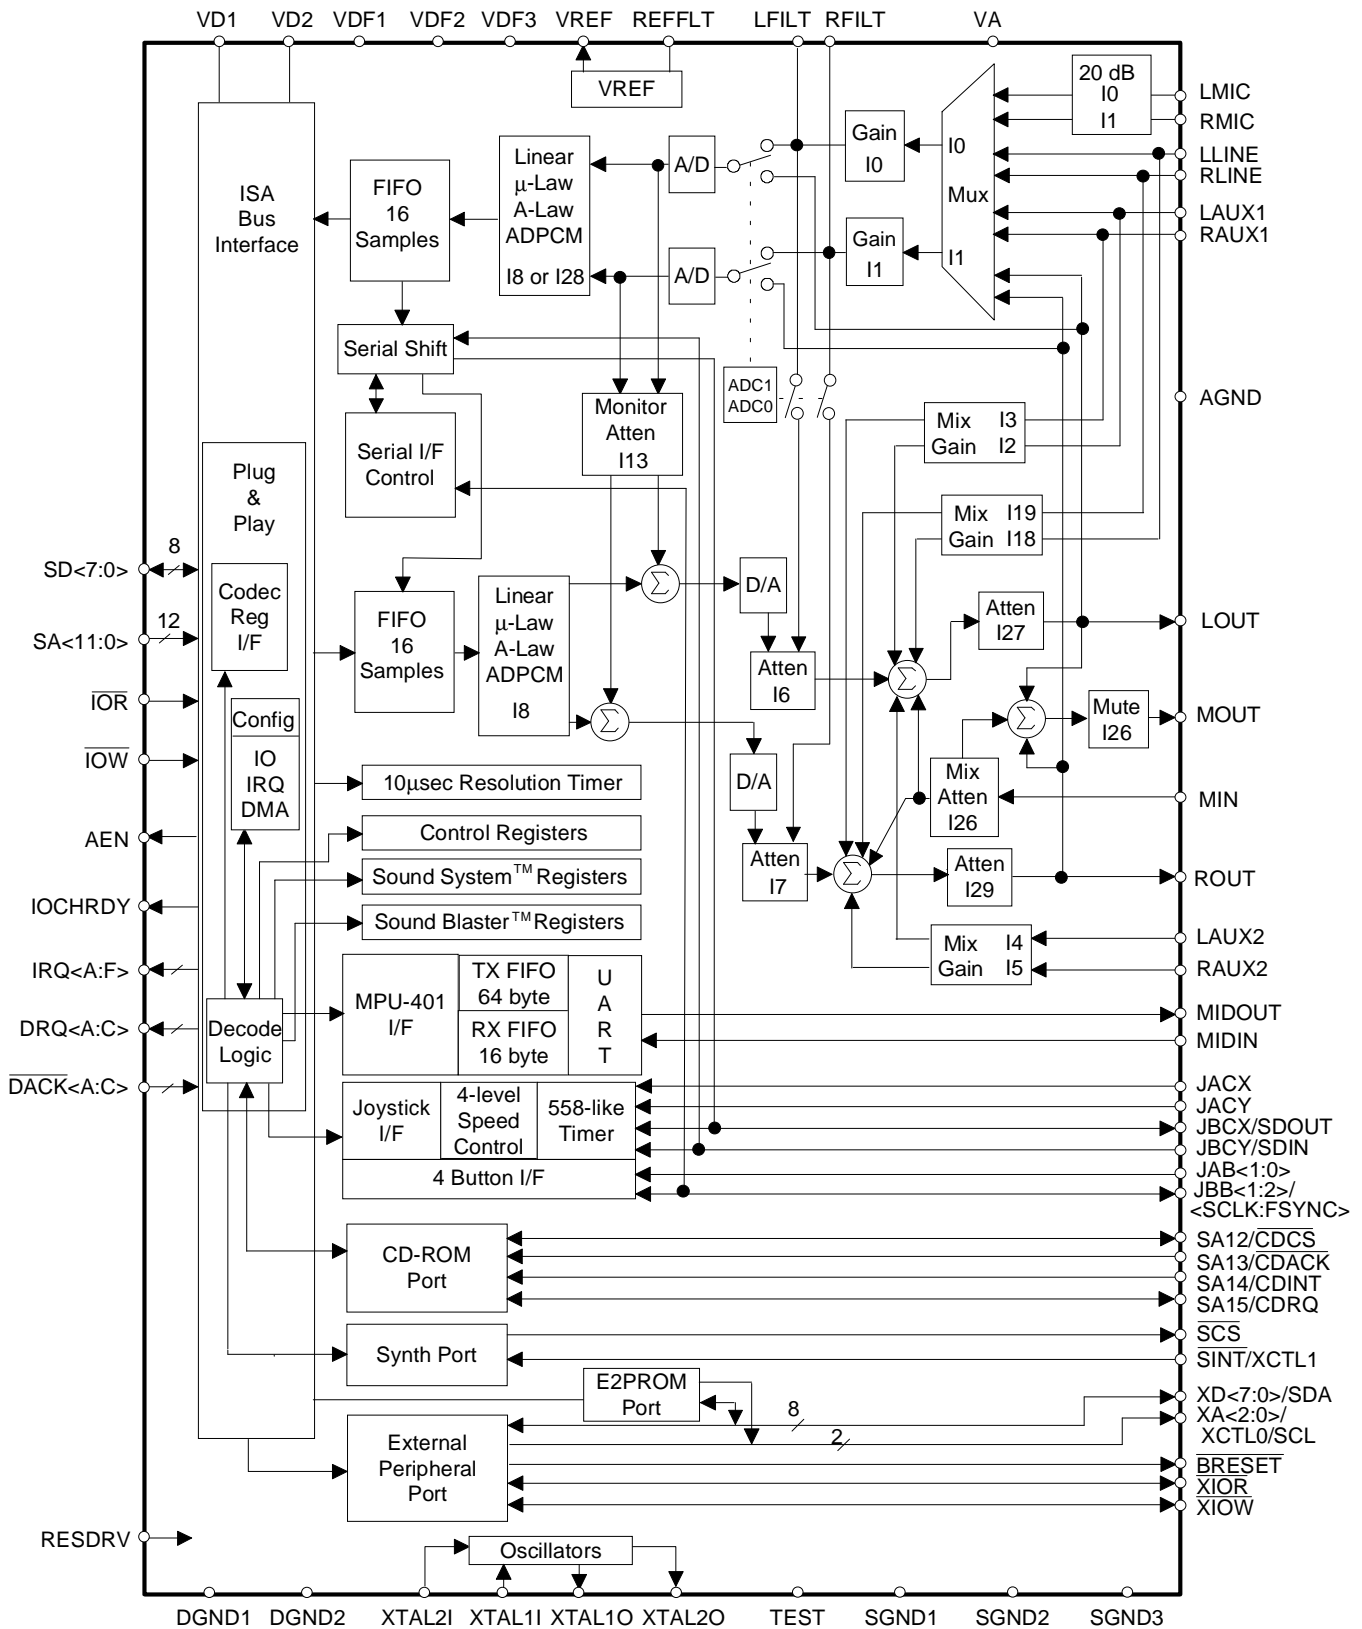 VD1 VD2 VDF1 VDF2 VDF3 VREF REFFLT LFILT RFILT VA
VREF
20 dB
I0
I1
LMIC
RMIC
LLINE
RLINE
LAUX1
RAUX1
Gain
I0
I0
Mux
I1
Gain
I1
A/D
A/D
Linear
μ-Law
A-Law
ADPCM
I8 or I28
FIFO
16
Samples
ISA
Bus
Interface
Serial Shift
Serial I/F
Control
Monitor
Atten
I13
ADC1
ADC0
AGND
Mix I3
Gain I2
Mix I19
Gain I18
Plug
&
Play
Codec
Reg
I/F
Config
IO
IRQ
DMA
SD<7:0>
8
SA<11:0>
12
IOR
IOW
AEN
IOCHRDY
IRQ<A:F>
DRQ<A:C>
DACK<A:C>
FIFO
16
Samples
Linear
μ-Law
A-Law
ADPCM
I8
Σ
Σ
D/A
D/A
Atten
I6
Atten
I7
Σ
Σ
Σ
Atten
I27
Mute
I26
Mix
Atten
I26
Atten
I29
Mix I4
Gain I5
LOUT
MOUT
MIN
ROUT
LAUX2
RAUX2
10μsec Resolution Timer
Control Registers
Sound System™ Registers
Sound Blaster™ Registers
Decode
Logic
MPU-401
I/F
TX FIFO
64 byte
RX FIFO
16 byte
U
A
R
T
MIDOUT
MIDIN
Joystick
I/F
4-level
Speed
Control
558-like
Timer
4 Button I/F
JACX
JACY
JBCX/SDOUT
JBCY/SDIN
JAB<1:0>
JBB<1:2>/
<SCLK:FSYNC>
CD-ROM
Port
SA12/CDCS
SA13/CDACK
SA14/CDINT
SA15/CDRQ
Synth Port
SCS
SINT/XCTL1
E2PROM
Port
8
2
External
Peripheral
Port
XD<7:0>/SDA
XA<2:0>/
XCTL0/SCL
BRESET
XIOR
XIOW
RESDRV
Oscillators
DGND1 DGND2 XTAL2I XTAL1I XTAL1O XTAL2O TEST SGND1 SGND2 SGND3